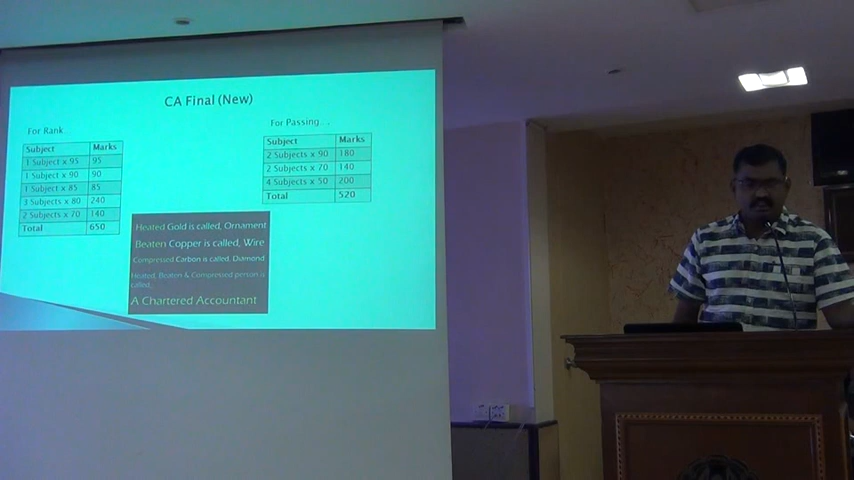 CA Final (New)
For Rank..
Subject Marks
1 Subject x 95 95
1 Subject x 90 90
1 Subject x 85 85
3 Subjects x 80 240
2 Subjects x 70 140
Total 650
For Passing...
Subject Marks
2 Subjects x 90 180
2 Subjects x 70 140
4 Subjects x 50 200
Total 520
Heated Gold is called, Ornament
Beaten Copper is called, Wire
Compressed Carbon is called, Diamond
Heated, Beaten & Compressed person is
called,
A Chartered Accountant